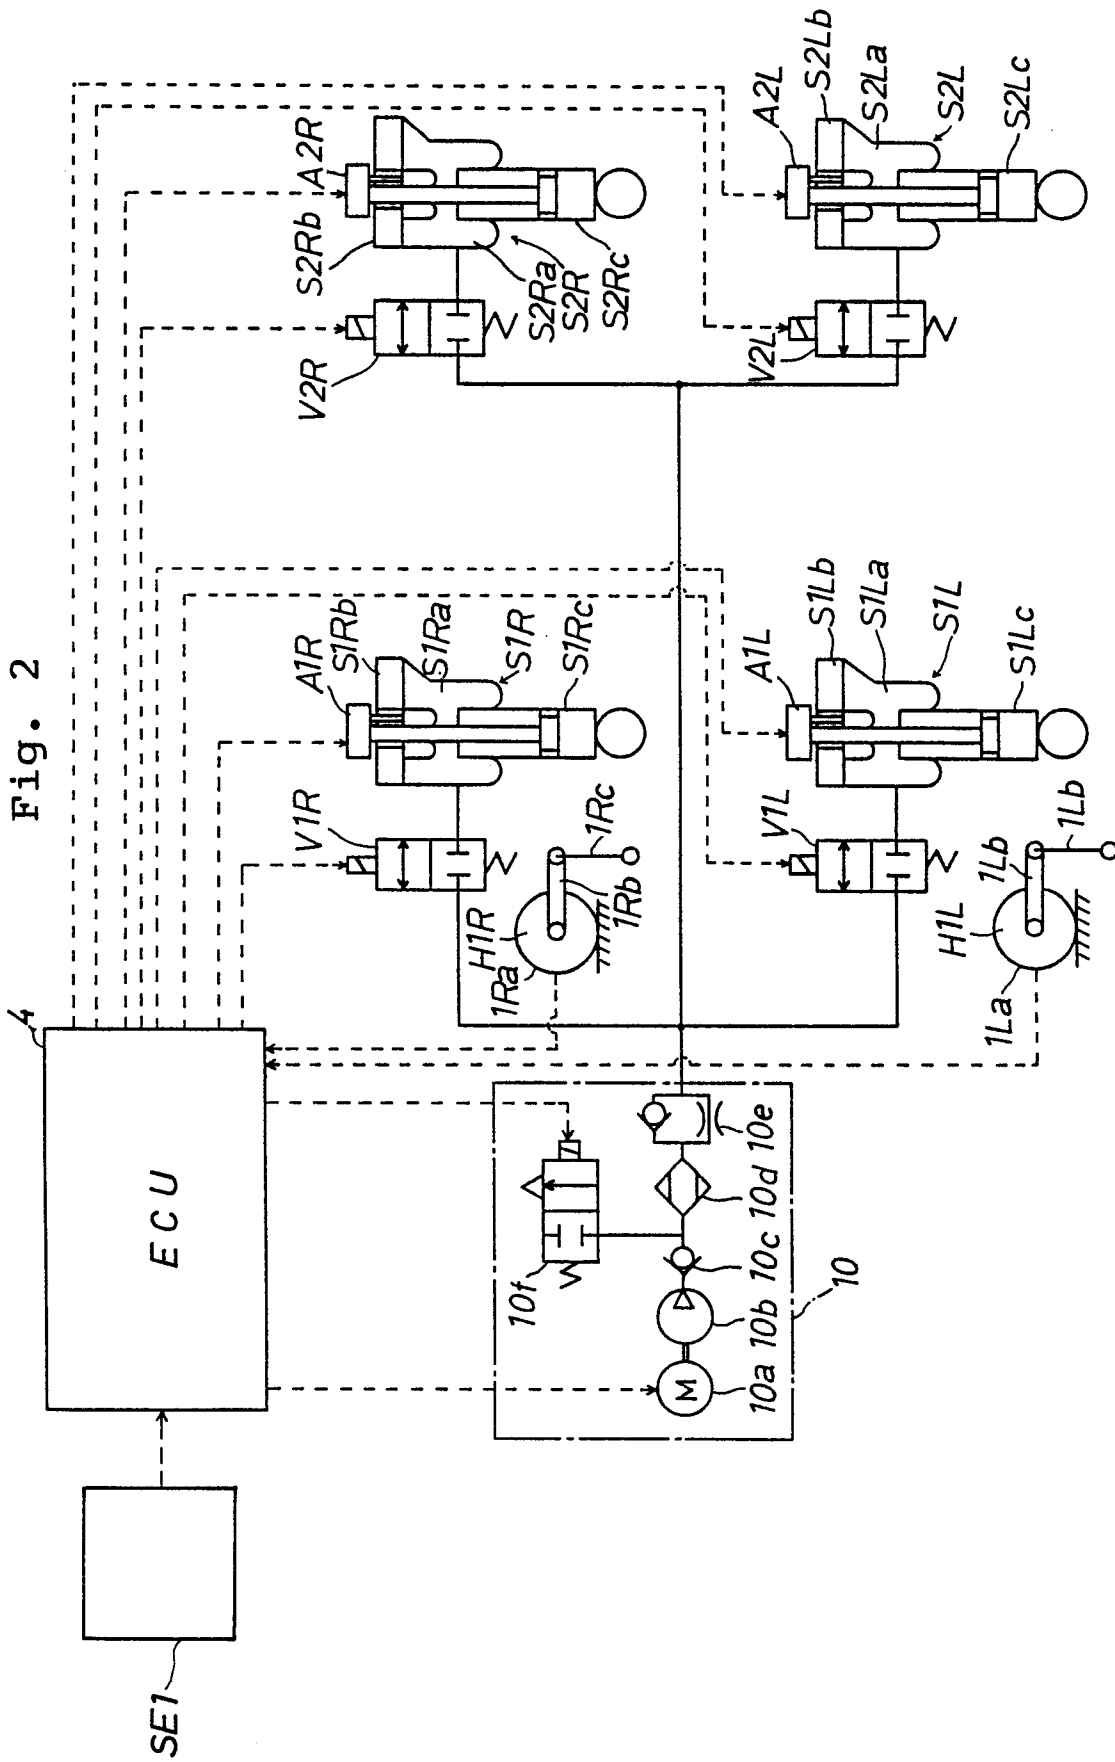 Fig. 2
SE1
4
ECU
10f
10a
10b
10c
10d
10e
10
1Ra
H1R
1Rb
1Rc
V1R
A1R
S1Rb
S1Ra
S1R
S1Rc
V2R
S2Rb
A2R
S2Ra
S2R
S2Rc
1La
H1L
1Lb
1Lb
V1L
A1L
S1Lb
S1La
S1L
S1Lc
V2L
A2L
S2Lb
S2La
S2L
S2Lc
M